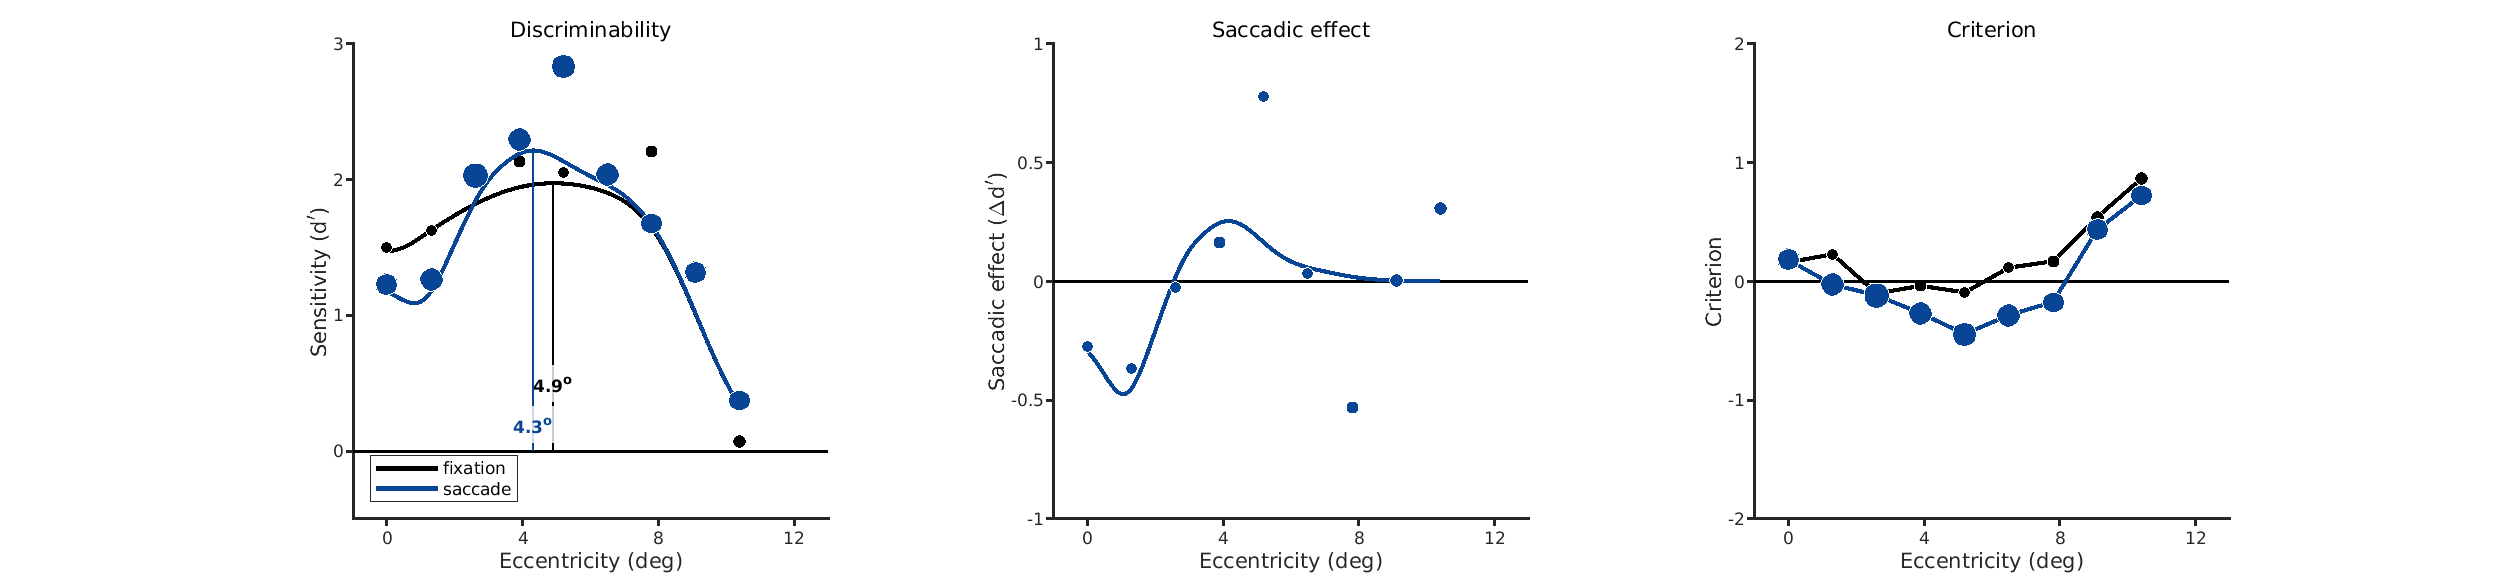 Discriminability
3
2
1
0
Sensitivity (d′)
4.9o
4.3o
fixation
saccade
0 4 8 12
Eccentricity (deg)
Saccadic effect
1
0.5
0
-0.5
-1
Saccadic effect (Δd′)
0 4 8 12
Eccentricity (deg)
Criterion
2
1
0
-1
-2
Criterion
0 4 8 12
Eccentricity (deg)